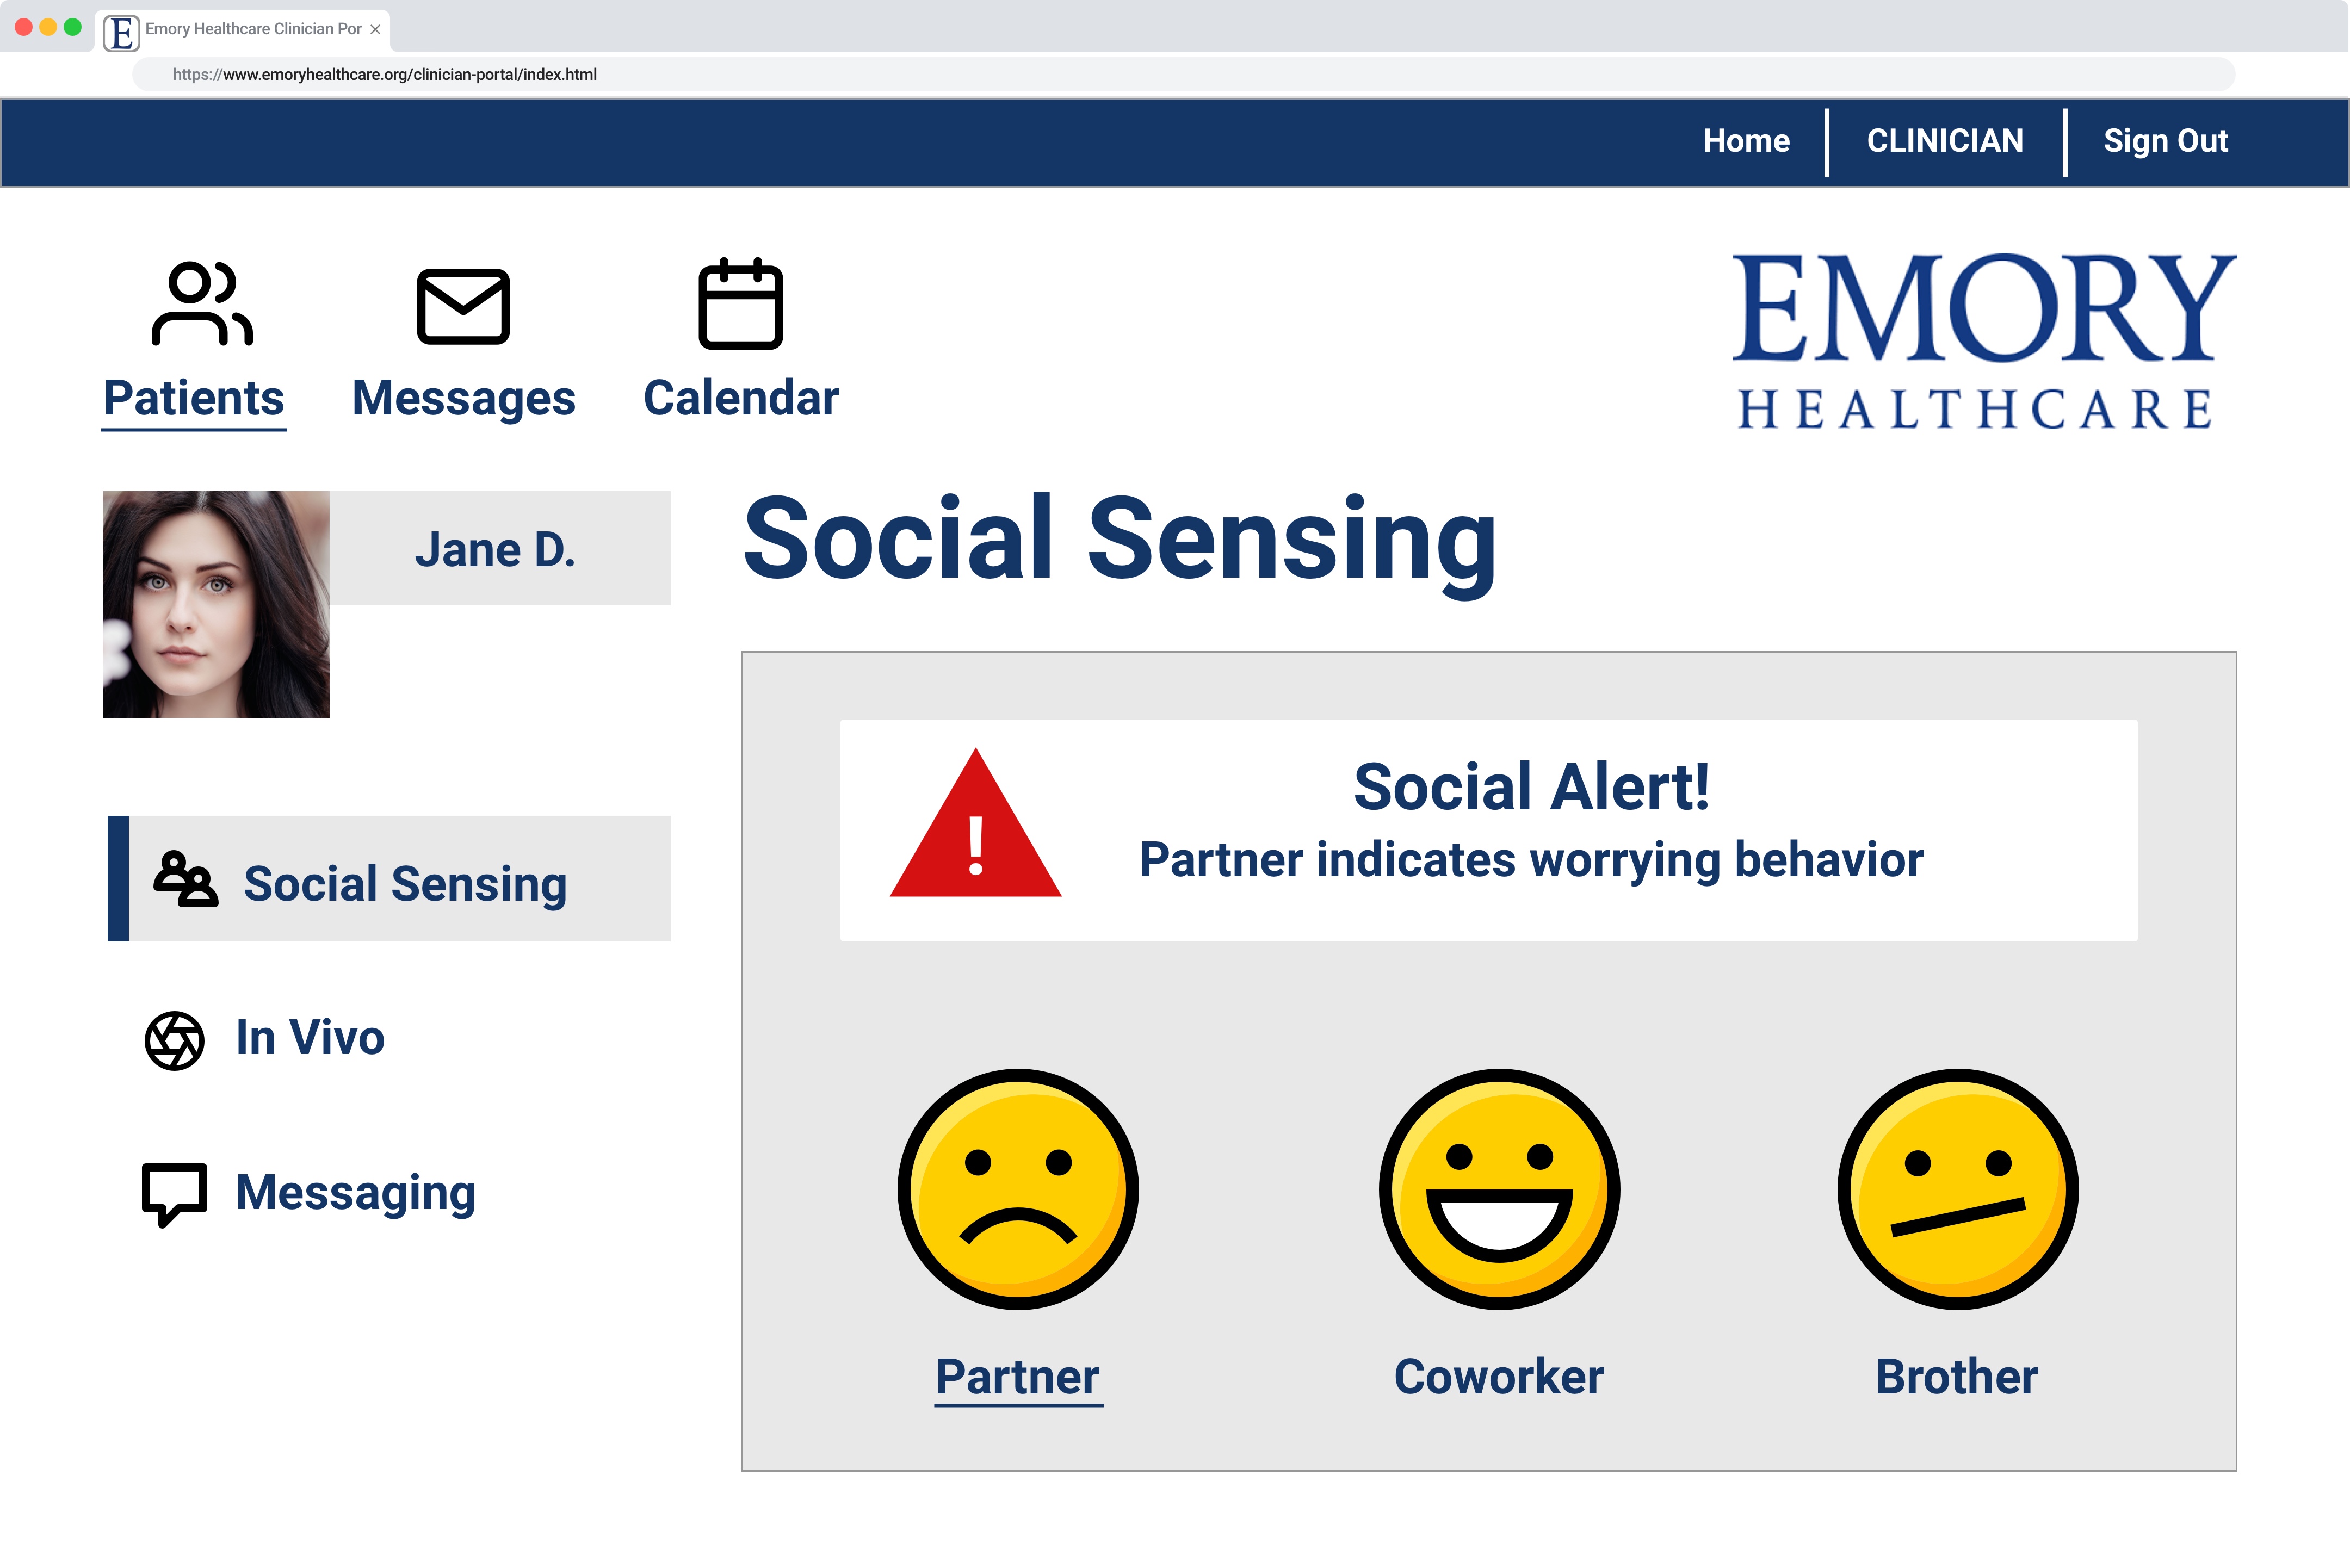 E
Emory Healthcare Clinician Por
https://www.emoryhealthcare.org/clinician-portal/index.html
Home
CLINICIAN
Sign Out
Patients
Messages
Calendar
EMORY
HEALTHCARE
Jane D.
Social Sensing
In Vivo
Messaging
Social Sensing
!
Social Alert!
Partner indicates worrying behavior
Partner
Coworker
Brother